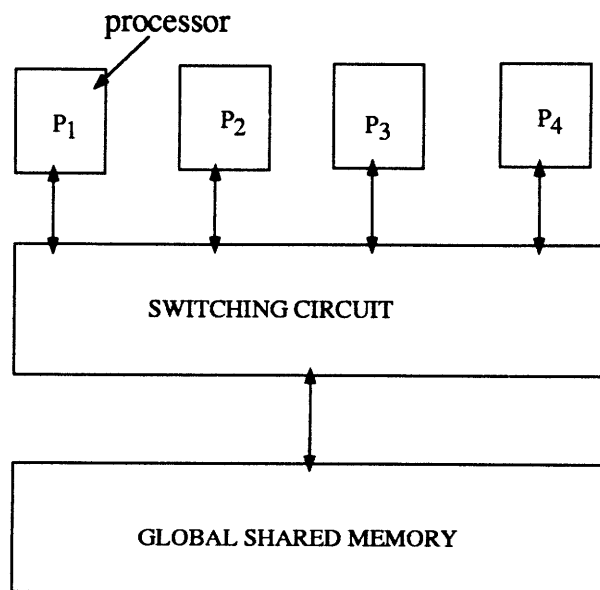 processor
P1
P2
P3
P4
SWITCHING CIRCUIT
GLOBAL SHARED MEMORY